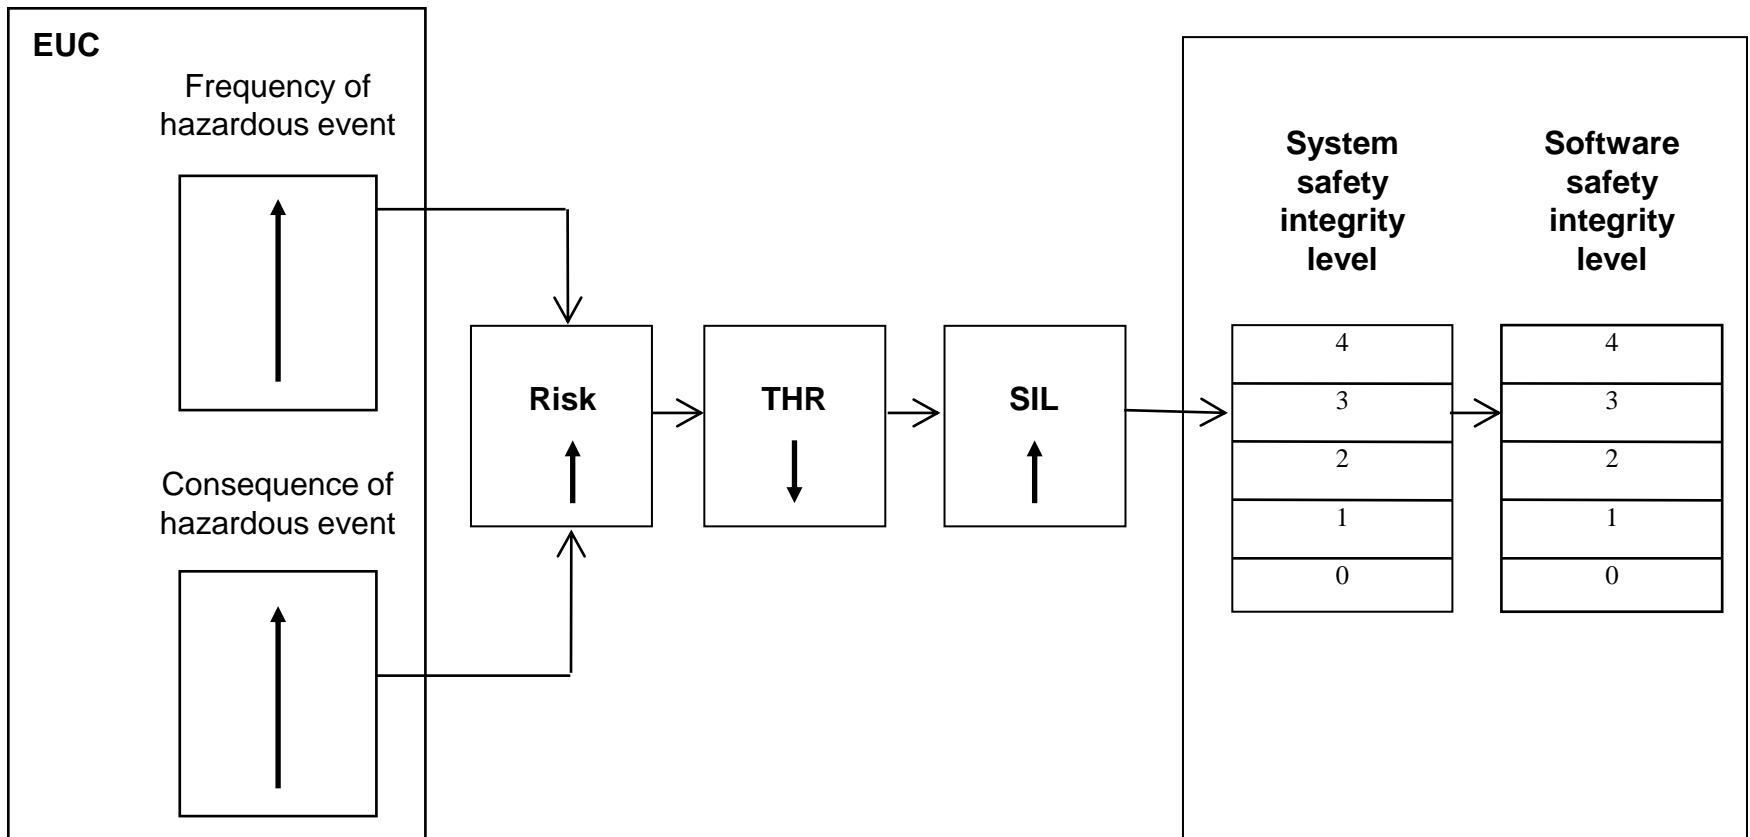 EUC
Frequency of
hazardous event
Consequence of
hazardous event
Risk
THR
SIL
System
safety
integrity
level
4
3
2
1
0
Software
safety
integrity
level
4
3
2
1
0